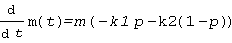 d/dt m(t)=m(-k1 p-k2(1-p))